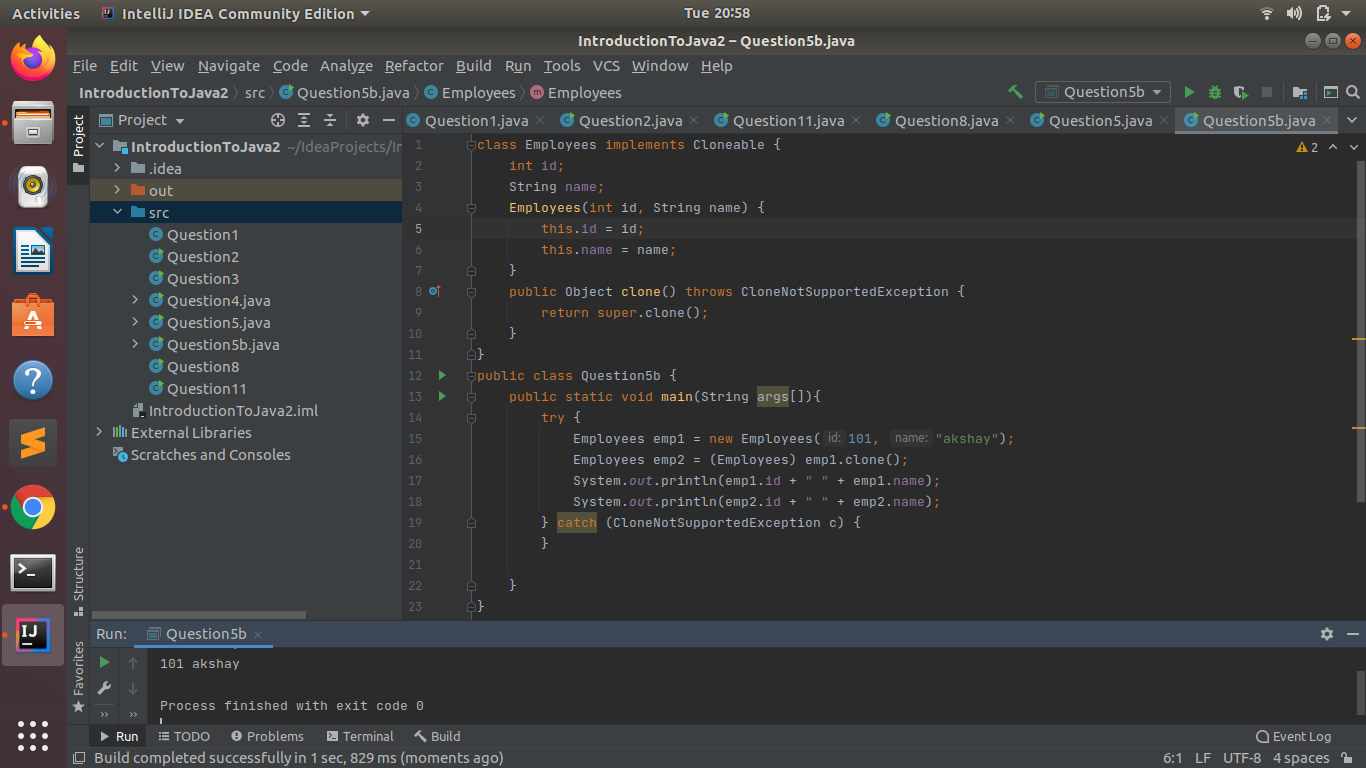 Activities IntelliJ IDEA Community Edition Tue 20:58
IntroductionToJava2 – Question5b.java
File Edit View Navigate Code Analyze Refactor Build Run Tools VCS Window Help
IntroductionToJava2 src Question5b.java Employees Employees Question5b
Project
Project
Question1.java Question2.java Question11.java Question8.java Question5.java Question5b.java
IntroductionToJava2 ~/IdeaProjects/
.idea
out
src
Question1
Question2
Question3
Question4.java
Question5.java
Question5b.java
Question8
Question11
IntroductionToJava2.iml
External Libraries
Scratches and Consoles
2
1 class Employees implements Cloneable {
2 int id;
3 String name;
4 Employees(int id, String name) {
5 this.id = id;
6 this.name = name;
7 }
8 public Object clone() throws CloneNotSupportedException {
9 return super.clone();
10 }
11 }
12 public class Question5b {
13 public static void main(String args[]){
14 try {
15 Employees emp1 = new Employees( id: 101, name: "akshay");
16 Employees emp2 = (Employees) emp1.clone();
17 System.out.println(emp1.id + " " + emp1.name);
18 System.out.println(emp2.id + " " + emp2.name);
19 } catch (CloneNotSupportedException c) {
20 }
21
22 }
23 }
Structure
Favorites
Run: Question5b
101 akshay
Process finished with exit code 0
Run TODO Problems Terminal Build Event Log
Build completed successfully in 1 sec, 829 ms (moments ago) 6:1 LF UTF-8 4 spaces